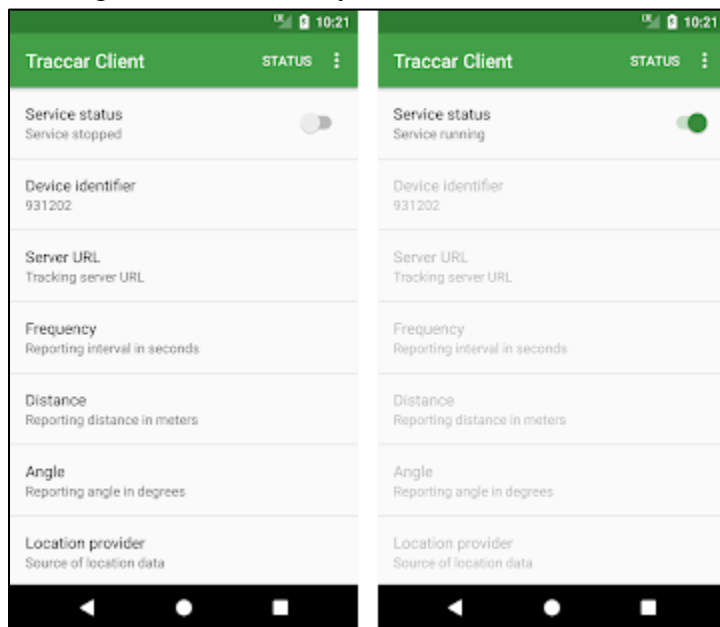 10:21
Traccar Client STATUS
Service status
Service stopped
Device identifier
931202
Server URL
Tracking server URL
Frequency
Reporting interval in seconds
Distance
Reporting distance in meters
Angle
Reporting angle in degrees
Location provider
Source of location data
10:21
Traccar Client STATUS
Service status
Service running
Device identifier
931202
Server URL
Tracking server URL
Frequency
Reporting interval in seconds
Distance
Reporting distance in meters
Angle
Reporting angle in degrees
Location provider
Source of location data